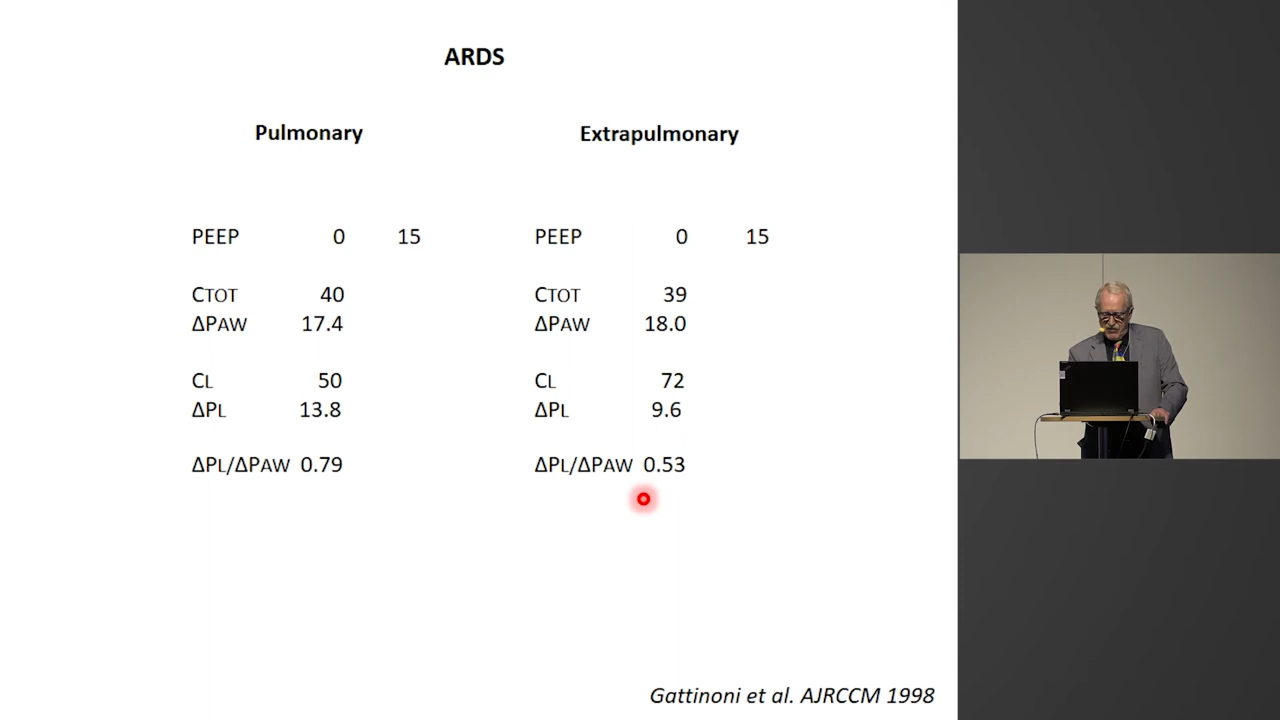 ARDS
Pulmonary
PEEP 0 15
CTOT 40
ΔPAW 17.4
CL 50
ΔPL 13.8
ΔPL/ΔPAW 0.79
Extrapulmonary
PEEP 0 15
CTOT 39
ΔPAW 18.0
CL 72
ΔPL 9.6
ΔPL/ΔPAW 0.53
Gattinoni et al. AJRCCM 1998